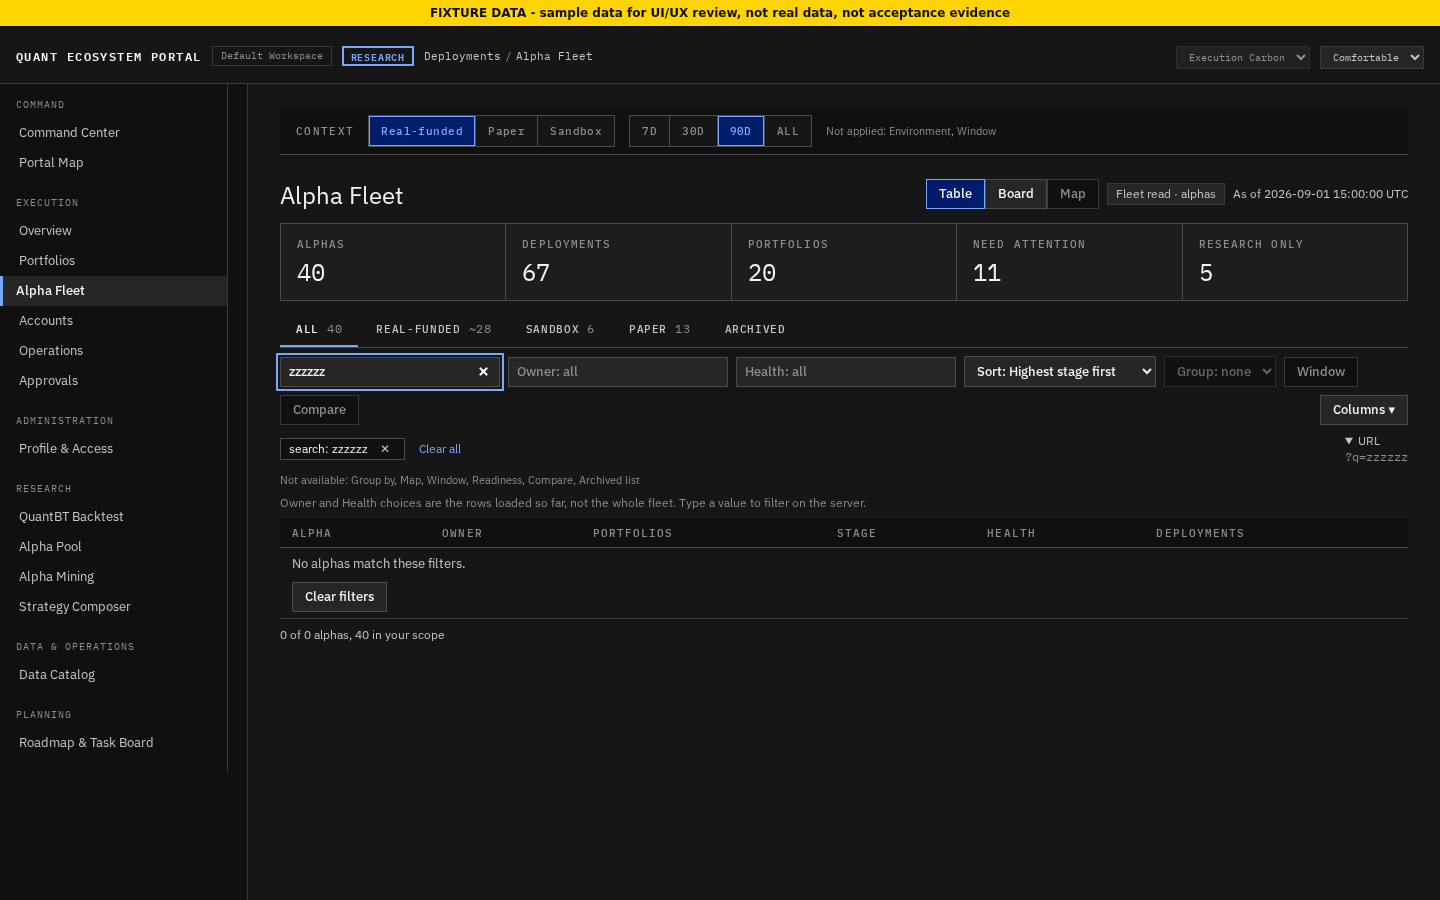 FIXTURE DATA - sample data for UI/UX review, not real data, not acceptance evidence
QUANT ECOSYSTEM PORTAL Default Workspace RESEARCH Deployments / Alpha Fleet Execution Carbon Comfortable
COMMAND
Command Center
Portal Map
EXECUTION
Overview
Portfolios
Alpha Fleet
Accounts
Operations
Approvals
ADMINISTRATION
Profile & Access
RESEARCH
QuantBT Backtest
Alpha Pool
Alpha Mining
Strategy Composer
DATA & OPERATIONS
Data Catalog
PLANNING
Roadmap & Task Board
CONTEXT Real-funded Paper Sandbox 7D 30D 90D ALL Not applied: Environment, Window
Alpha Fleet Table Board Map Fleet read · alphas As of 2026-09-01 15:00:00 UTC
ALPHAS DEPLOYMENTS PORTFOLIOS NEED ATTENTION RESEARCH ONLY
40 67 20 11 5
ALL 40 REAL-FUNDED ~28 SANDBOX 6 PAPER 13 ARCHIVED
zzzzzz × Owner: all Health: all Sort: Highest stage first Group: none Window
Compare Columns ▾
search: zzzzzz ✕ Clear all ▼ URL
?q=zzzzzz
Not available: Group by, Map, Window, Readiness, Compare, Archived list
Owner and Health choices are the rows loaded so far, not the whole fleet. Type a value to filter on the server.
ALPHA OWNER PORTFOLIOS STAGE HEALTH DEPLOYMENTS
No alphas match these filters.
Clear filters
0 of 0 alphas, 40 in your scope